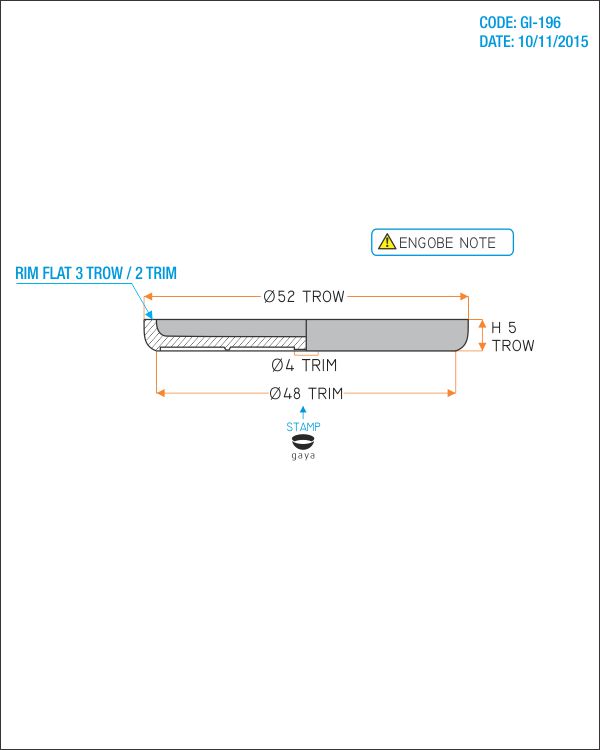 CODE: GI-196
DATE: 10/11/2015
ENGOBE NOTE
RIM FLAT 3 TROW / 2 TRIM
Ø52 TROW
H 5
TROW
Ø4 TRIM
Ø48 TRIM
STAMP
gaya